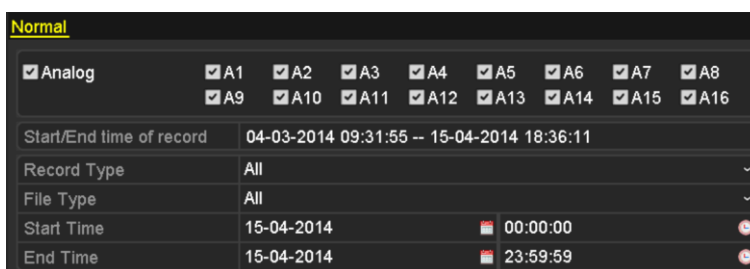 Normal
Analog A1 A2 A3 A4 A5 A6 A7 A8
A9 A10 A11 A12 A13 A14 A15 A16
Start/End time of record 04-03-2014 09:31:55 -- 15-04-2014 18:36:11
Record Type All
File Type All
Start Time 15-04-2014 00:00:00
End Time 15-04-2014 23:59:59